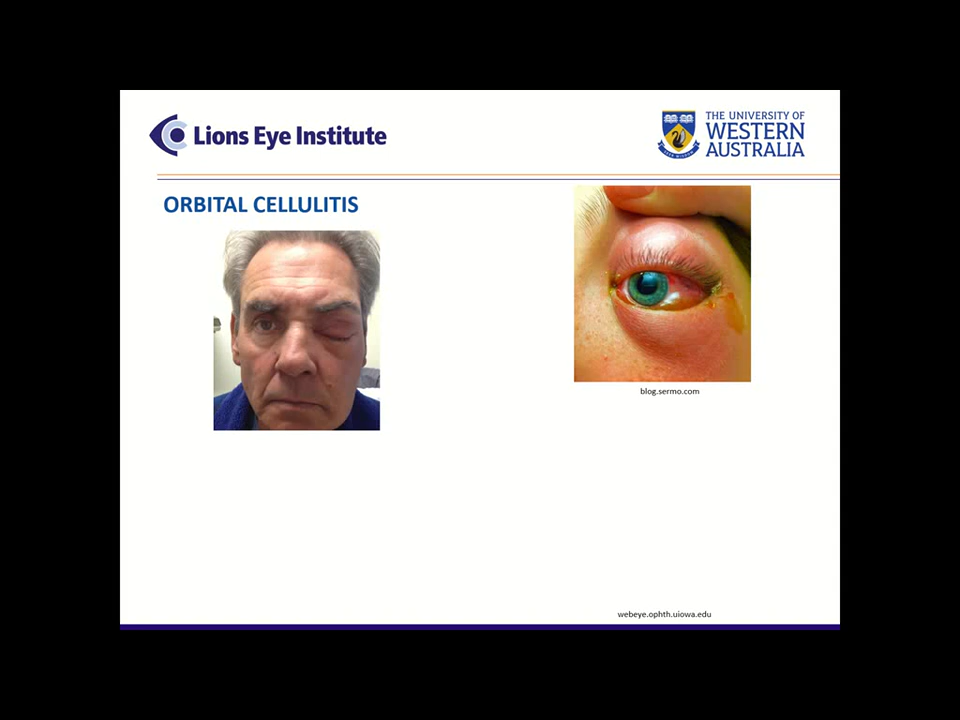 Lions Eye Institute
THE UNIVERSITY OF
WESTERN
AUSTRALIA
ORBITAL CELLULITIS
blog.sermo.com
webeye.ophth.uiowa.edu